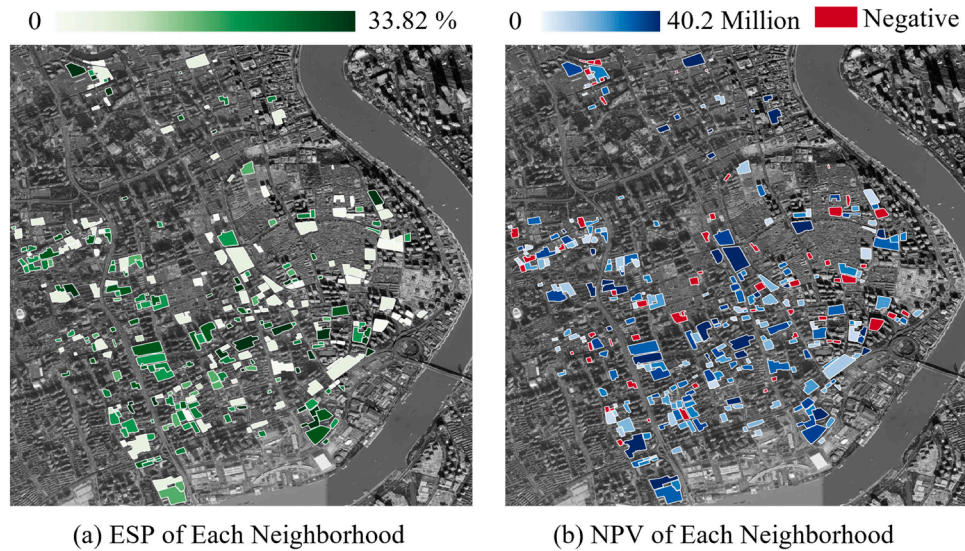 0 33.82 %
0 40.2 Million Negative
(a) ESP of Each Neighborhood
(b) NPV of Each Neighborhood